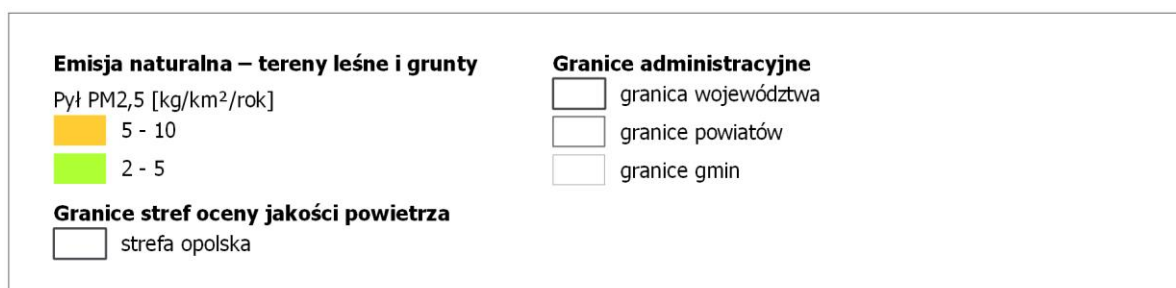 Emisja naturalna – tereny leśne i grunty
Pył PM2,5 [kg/km²/rok]
5 - 10
2 - 5
Granice stref oceny jakości powietrza
strefa opolska
Granice administracyjne
granica województwa
granice powiatów
granice gmin